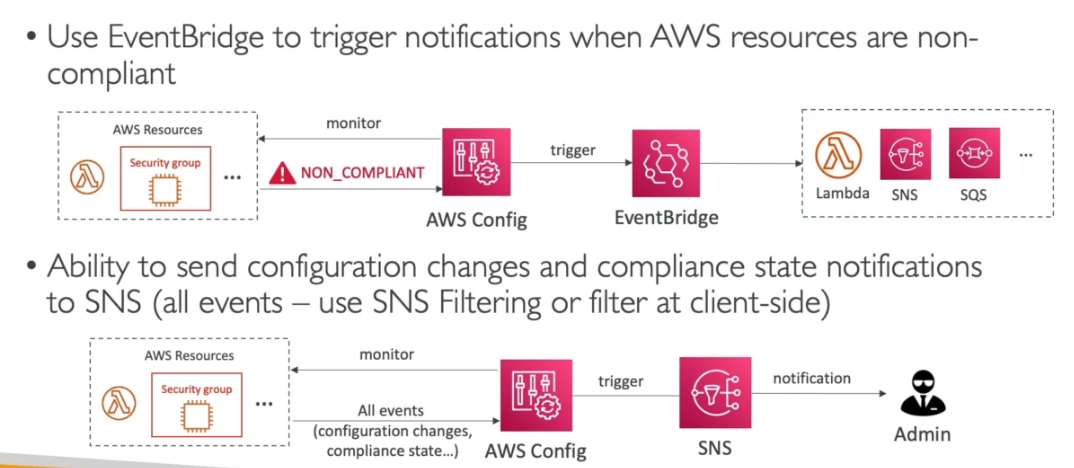 • Use EventBridge to trigger notifications when AWS resources are non-
compliant
AWS Resources
Security group
...
monitor
NON_COMPLIANT
AWS Config
trigger
EventBridge
Lambda
SNS
SQS
...
• Ability to send configuration changes and compliance state notifications
to SNS (all events – use SNS Filtering or filter at client-side)
AWS Resources
Security group
...
monitor
All events
(configuration changes,
compliance state...)
AWS Config
trigger
SNS
notification
Admin